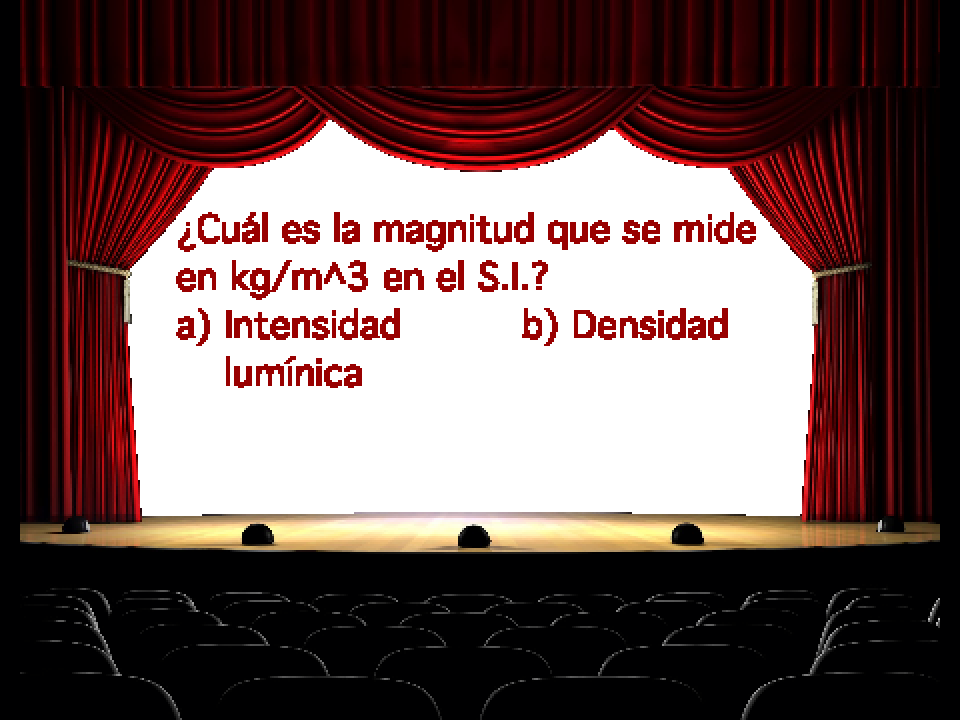 ¿Cuál es la magnitud que se mide
en kg/m^3 en el S.I.?
a) Intensidad b) Densidad
lumínica